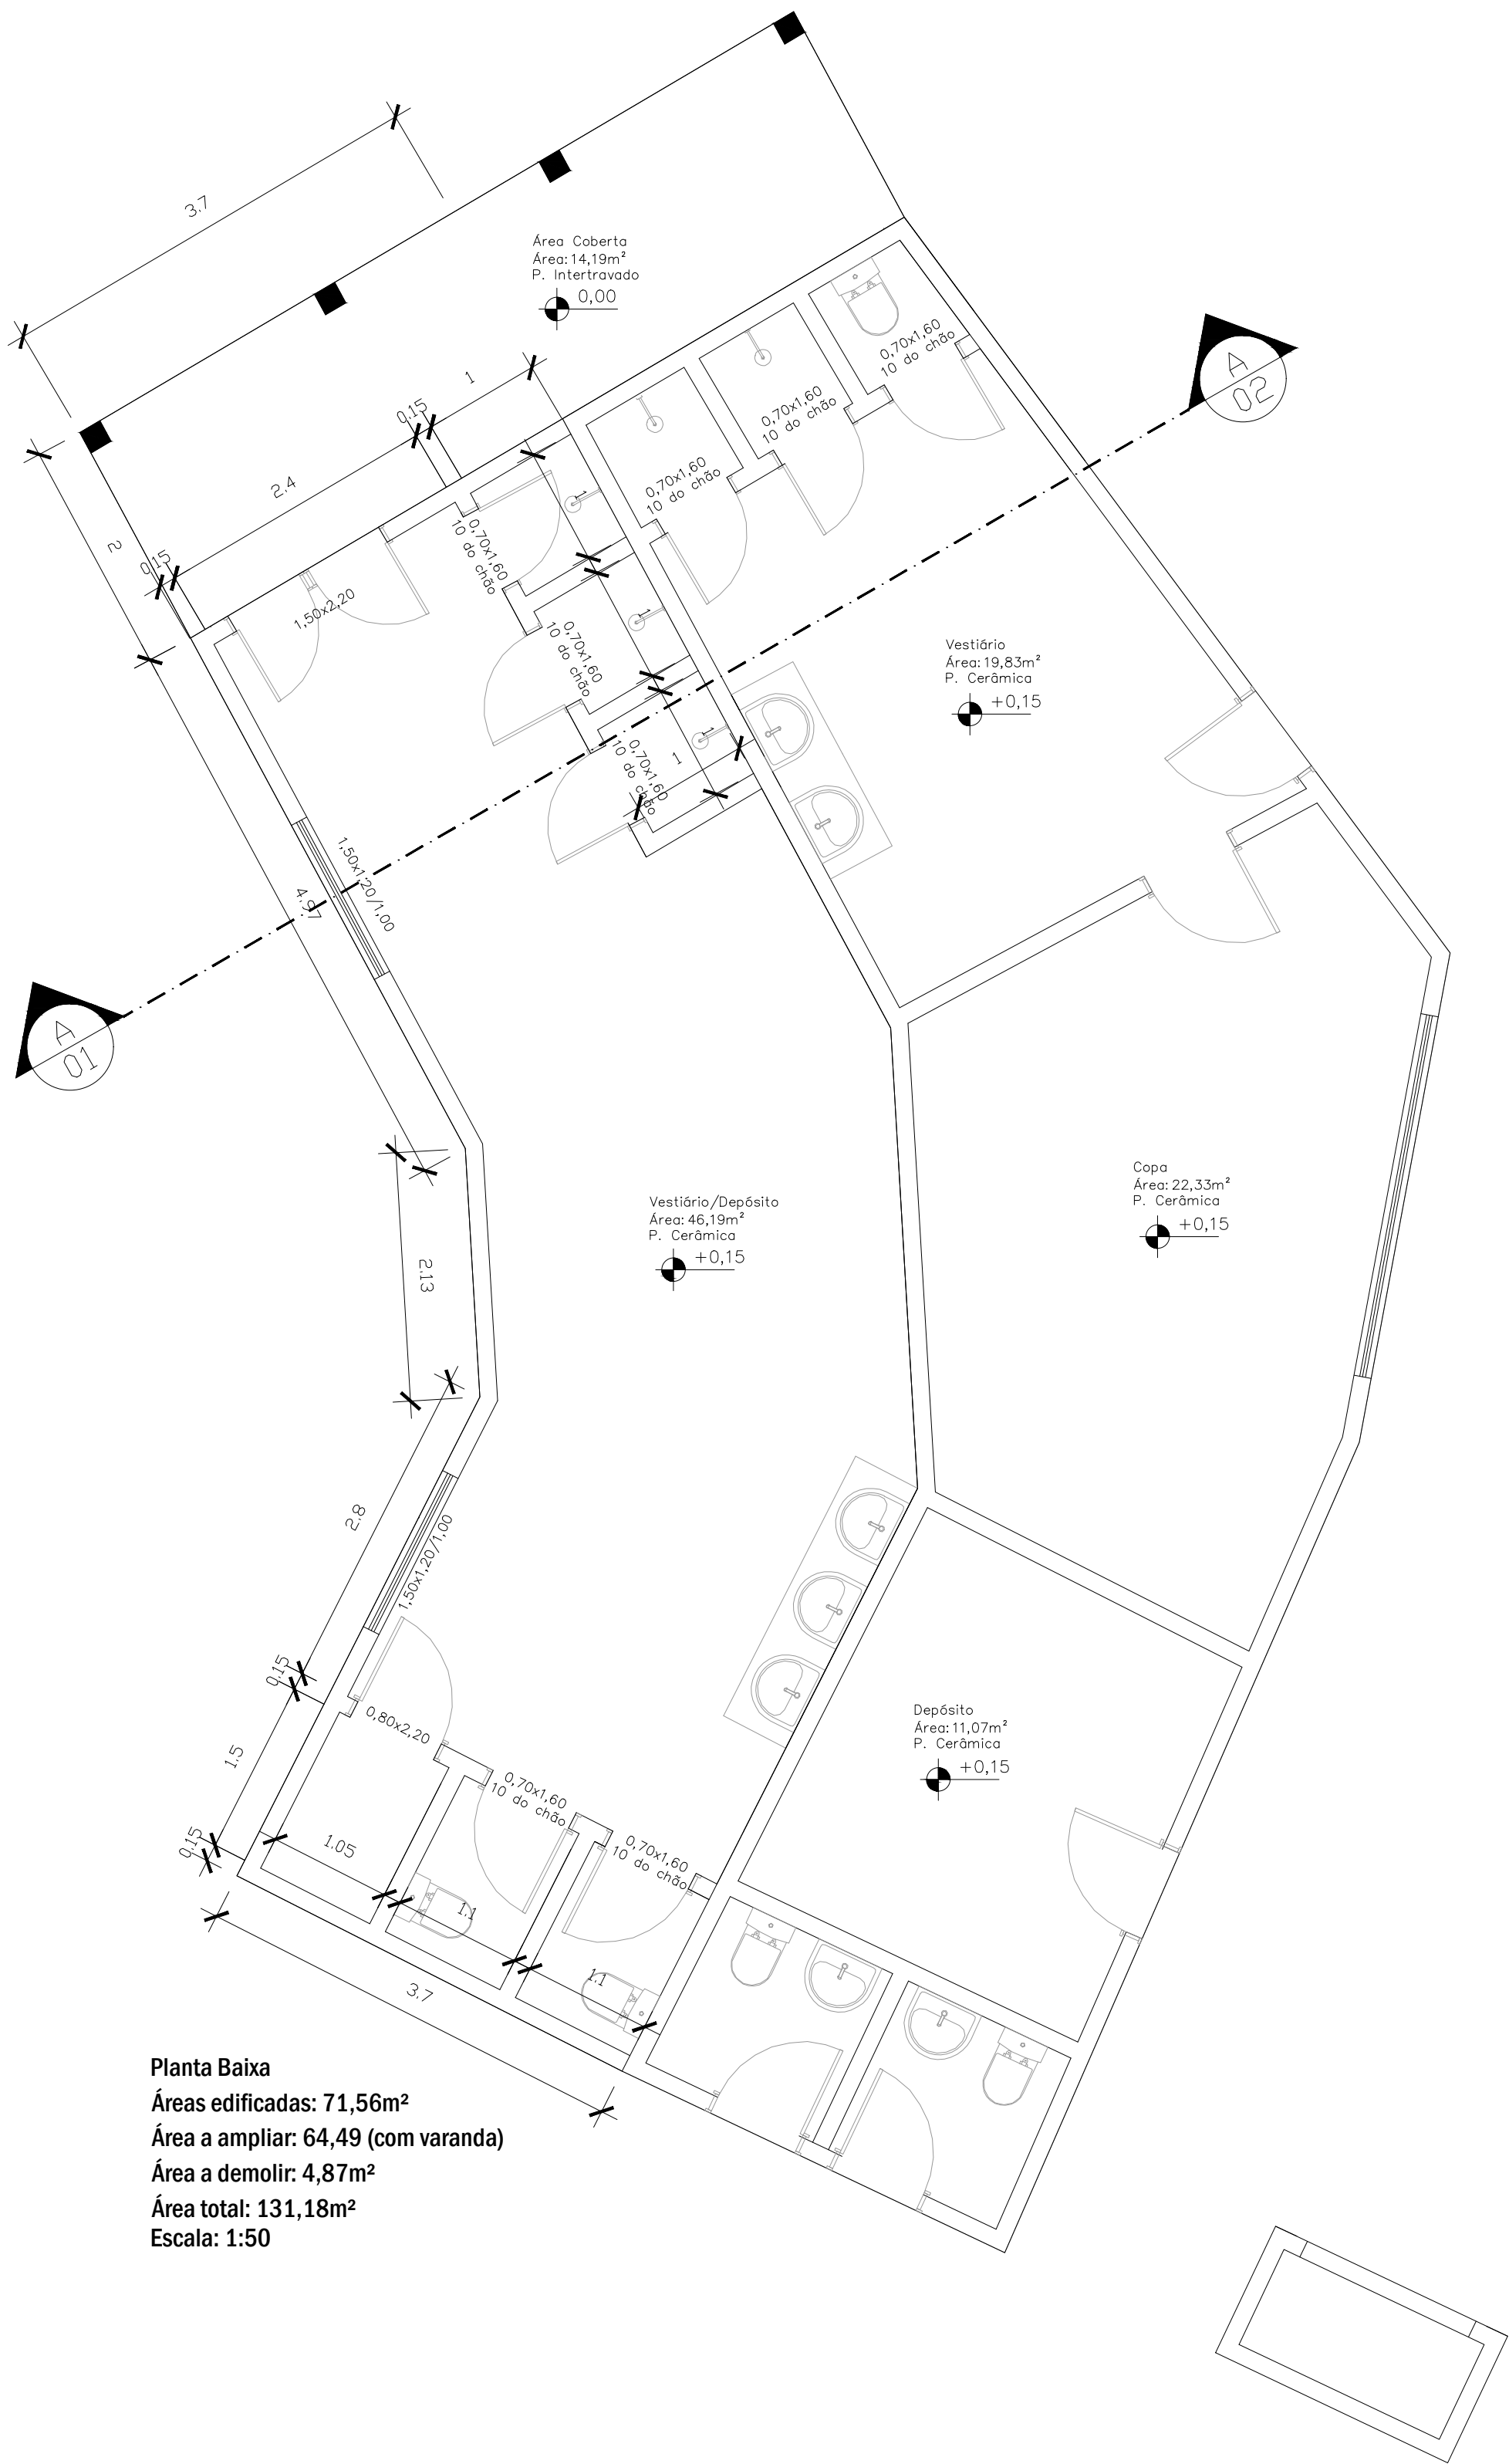 3.7
Área Coberta
Área: 14,19m²
P. Intertravado
0,00
A
02
0,70x1,60
10 do chão
0,70x1,60
10 do chão
0,70x1,60
10 do chão
1
0.15
2.4
0.15
2
1,50x2,20
0,70x1,60
10 do chão
1
0,70x1,60
10 do chão
1
0,70x1,60
10 do chão
1
1
Vestiário
Área: 19,83m²
P. Cerâmica
+0,15
1,50x1,20/1,00
4.97
A
01
2.13
Vestiário/Depósito
Área: 46,19m²
P. Cerâmica
+0,15
Copa
Área: 22,33m²
P. Cerâmica
+0,15
2.8
1,50x1,20/1,00
0.15
1.5
0.15
0,80x2,20
0,70x1,60
10 do chão
0,70x1,60
10 do chão
1.05
1.1
1.1
3.7
Depósito
Área: 11,07m²
P. Cerâmica
+0,15
Planta Baixa
Áreas edificadas: 71,56m²
Área a ampliar: 64,49 (com varanda)
Área a demolir: 4,87m²
Área total: 131,18m²
Escala: 1:50